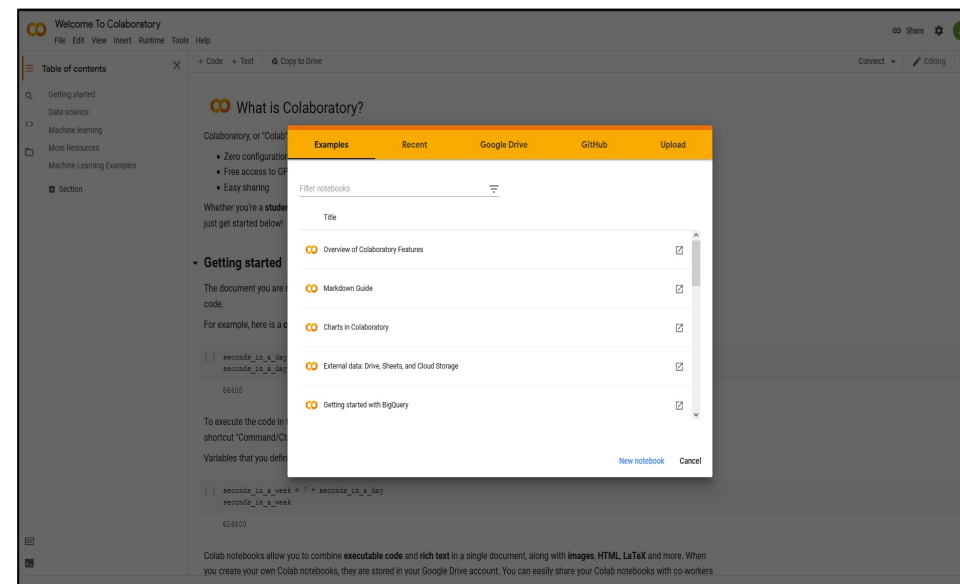 Welcome To Colaboratory
File Edit View Insert Runtime Tools Help
Share
+ Code + Text Copy to Drive
Connect Editing
Table of contents
Getting started
Data science
Machine learning
More Resources
Machine Learning Examples
Section
What is Colaboratory?
Colaboratory, or "Colab"
Zero configuration
Free access to
Easy sharing
Whether you're a
just get started below!
Getting started
The document you are
code.
For example, here is a
[ ] seconds_in_a_day
seconds_in_a_day
86400
To execute the code in
shortcut "Command/
Variables that you
[ ] seconds_in_a_week = 7 * seconds_in_a_day
seconds_in_a_week
604800
Colab notebooks allow you to combine executable code and rich text in a single document, along with images, HTML, LaTeX and more. When
you create your own Colab notebooks, they are stored in your Google Drive account. You can easily share your Colab notebooks with co-workers
Examples Recent Google Drive GitHub Upload
Filter notebooks
Title
Overview of Colaboratory Features
Markdown Guide
Charts in Colaboratory
External data: Drive, Sheets, and Cloud Storage
Getting started with BigQuery
New notebook Cancel